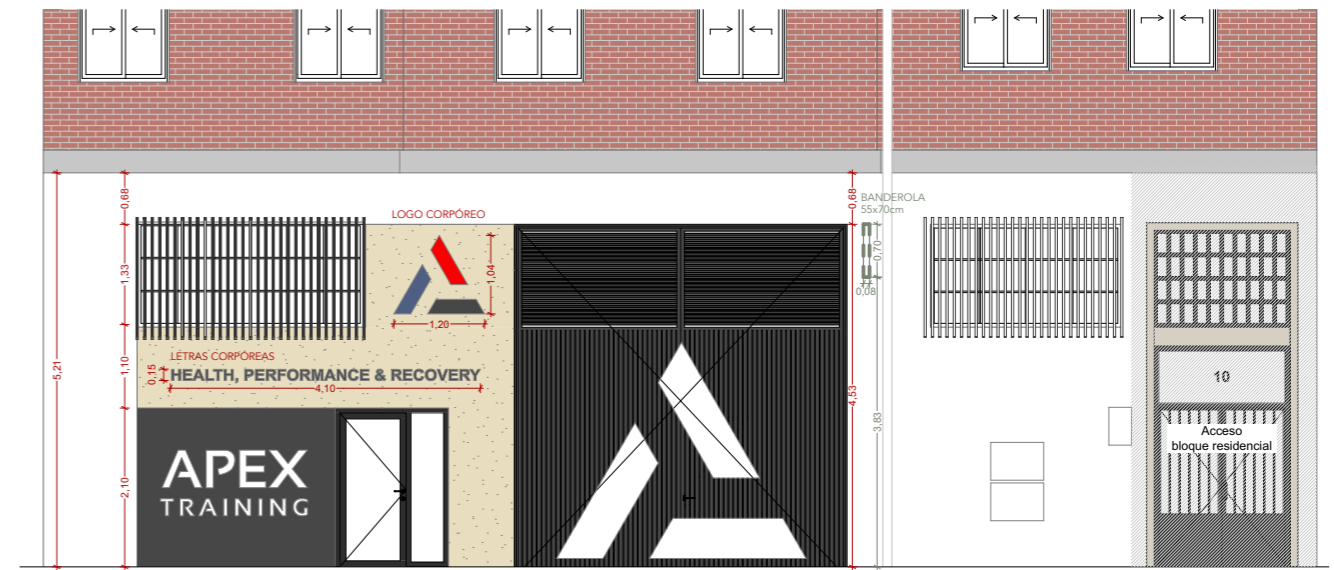 0,68
0,68
BANDEROLA
55x70cm
LOGO CORPÓREO
0,70
1,33
1,04
0,08
1,20
LETRAS CORPÓREAS
5,21
1,10
0,15
HEALTH, PERFORMANCE & RECOVERY
4,10
4,53
3,83
10
Acceso
bloque residencial
APEX
TRAINING
2,10